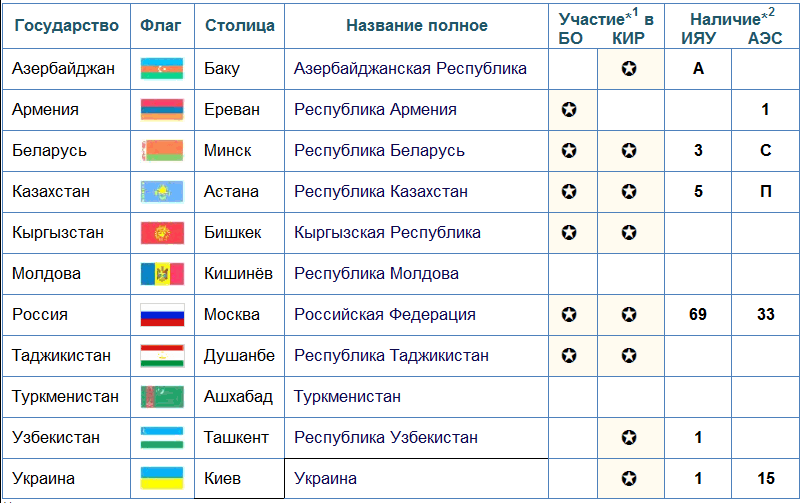 Государство Флаг Столица Название полное Участие*1 в Наличие*2
БО КИР ИЯУ АЭС
Азербайджан Баку Азербайджанская Республика ✪ А
Армения Ереван Республика Армения ✪ 1
Беларусь Минск Республика Беларусь ✪ ✪ 3 С
Казахстан Астана Республика Казахстан ✪ ✪ 5 П
Кыргызстан Бишкек Кыргызская Республика ✪ ✪
Молдова Кишинёв Республика Молдова
Россия Москва Российская Федерация ✪ ✪ 69 33
Таджикистан Душанбе Республика Таджикистан ✪ ✪
Туркменистан Ашхабад Туркменистан
Узбекистан Ташкент Республика Узбекистан ✪ 1
Украина Киев Украина ✪ 1 15